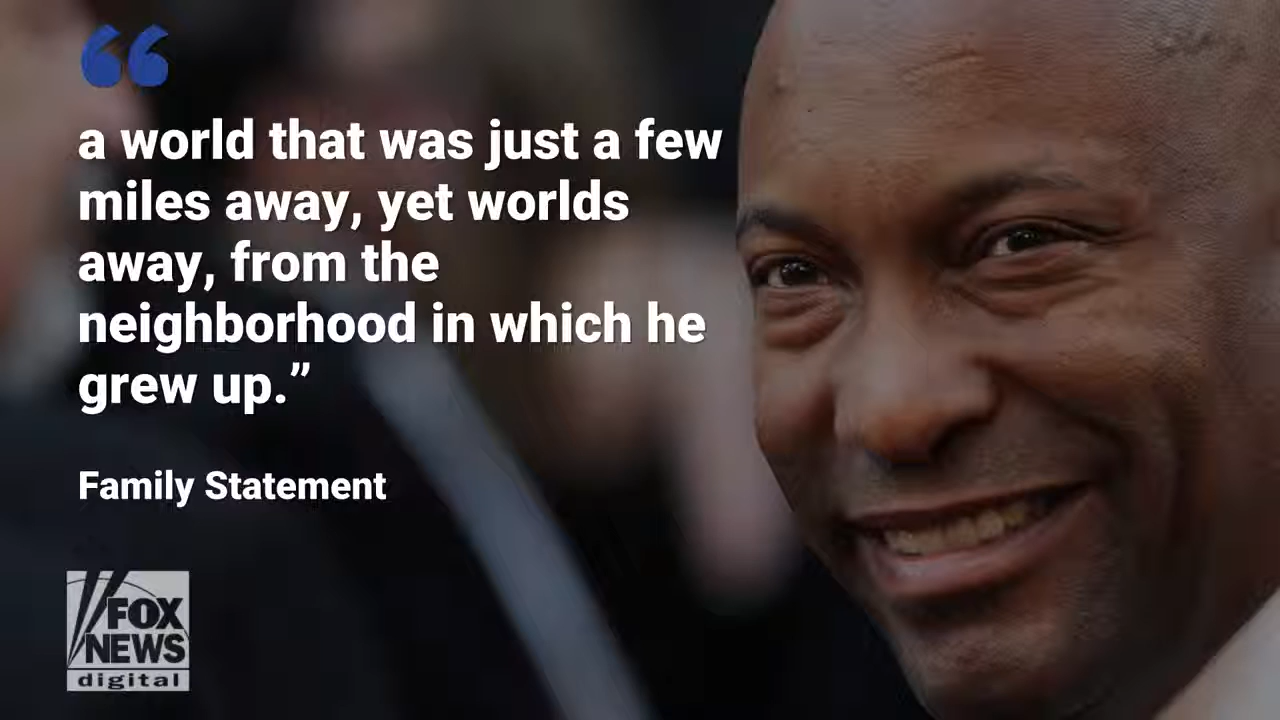 “
a world that was just a few
miles away, yet worlds
away, from the
neighborhood in which he
grew up.”
Family Statement
FOX
NEWS
digital